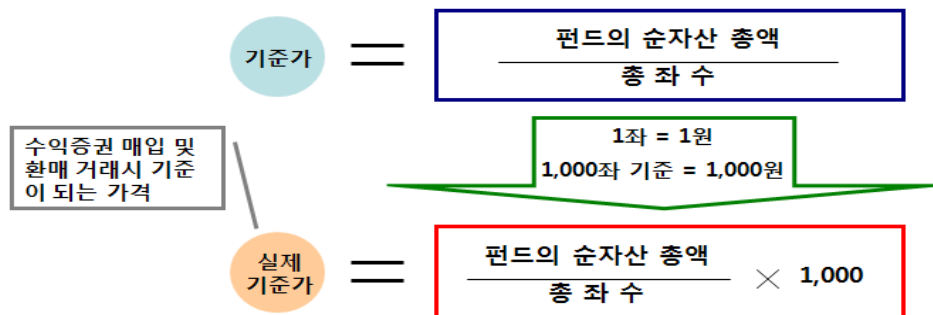 기준가
=
펀드의 순자산 총액
총 좌 수
수익증권 매입 및
환매 거래시 기준
이 되는 가격
1좌 = 1원
1,000좌 기준 = 1,000원
실제
기준가
=
펀드의 순자산 총액
총 좌 수
× 1,000